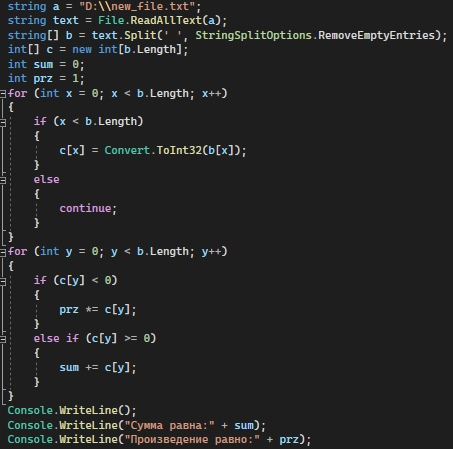 string a = "D:\\new_file.txt";
string text = File.ReadAllText(a);
string[] b = text.Split(' ', StringSplitOptions.RemoveEmptyEntries);
int[] c = new int[b.Length];
int sum = 0;
int prz = 1;
for (int x = 0; x < b.Length; x++)
{
if (x < b.Length)
{
c[x] = Convert.ToInt32(b[x]);
}
else
{
continue;
}
}
for (int y = 0; y < b.Length; y++)
{
if (c[y] < 0)
{
prz *= c[y];
}
else if (c[y] >= 0)
{
sum += c[y];
}
}
Console.WriteLine();
Console.WriteLine("Сумма равна:" + sum);
Console.WriteLine("Произведение равно:" + prz);